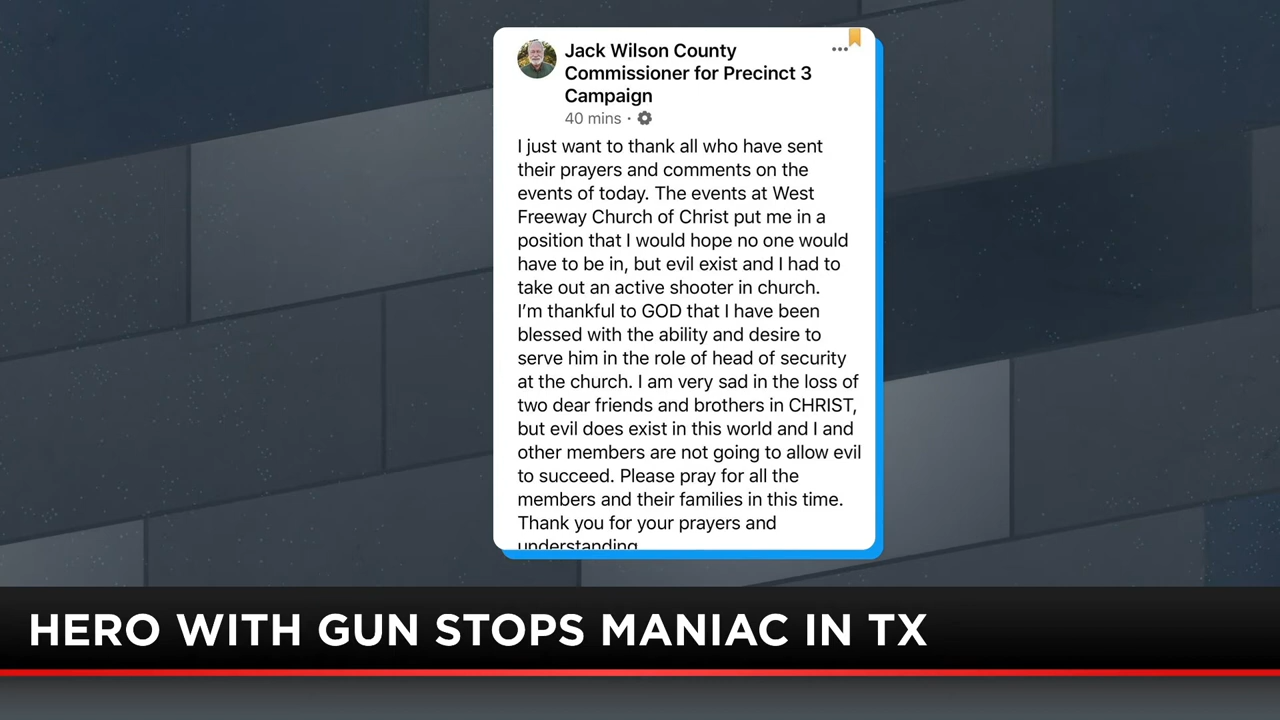 Jack Wilson County
Commissioner for Precinct 3
Campaign
40 mins ·
I just want to thank all who have sent
their prayers and comments on the
events of today. The events at West
Freeway Church of Christ put me in a
position that I would hope no one would
have to be in, but evil exist and I had to
take out an active shooter in church.
I’m thankful to GOD that I have been
blessed with the ability and desire to
serve him in the role of head of security
at the church. I am very sad in the loss of
two dear friends and brothers in CHRIST,
but evil does exist in this world and I and
other members are not going to allow evil
to succeed. Please pray for all the
members and their families in this time.
Thank you for your prayers and
understanding
HERO WITH GUN STOPS MANIAC IN TX